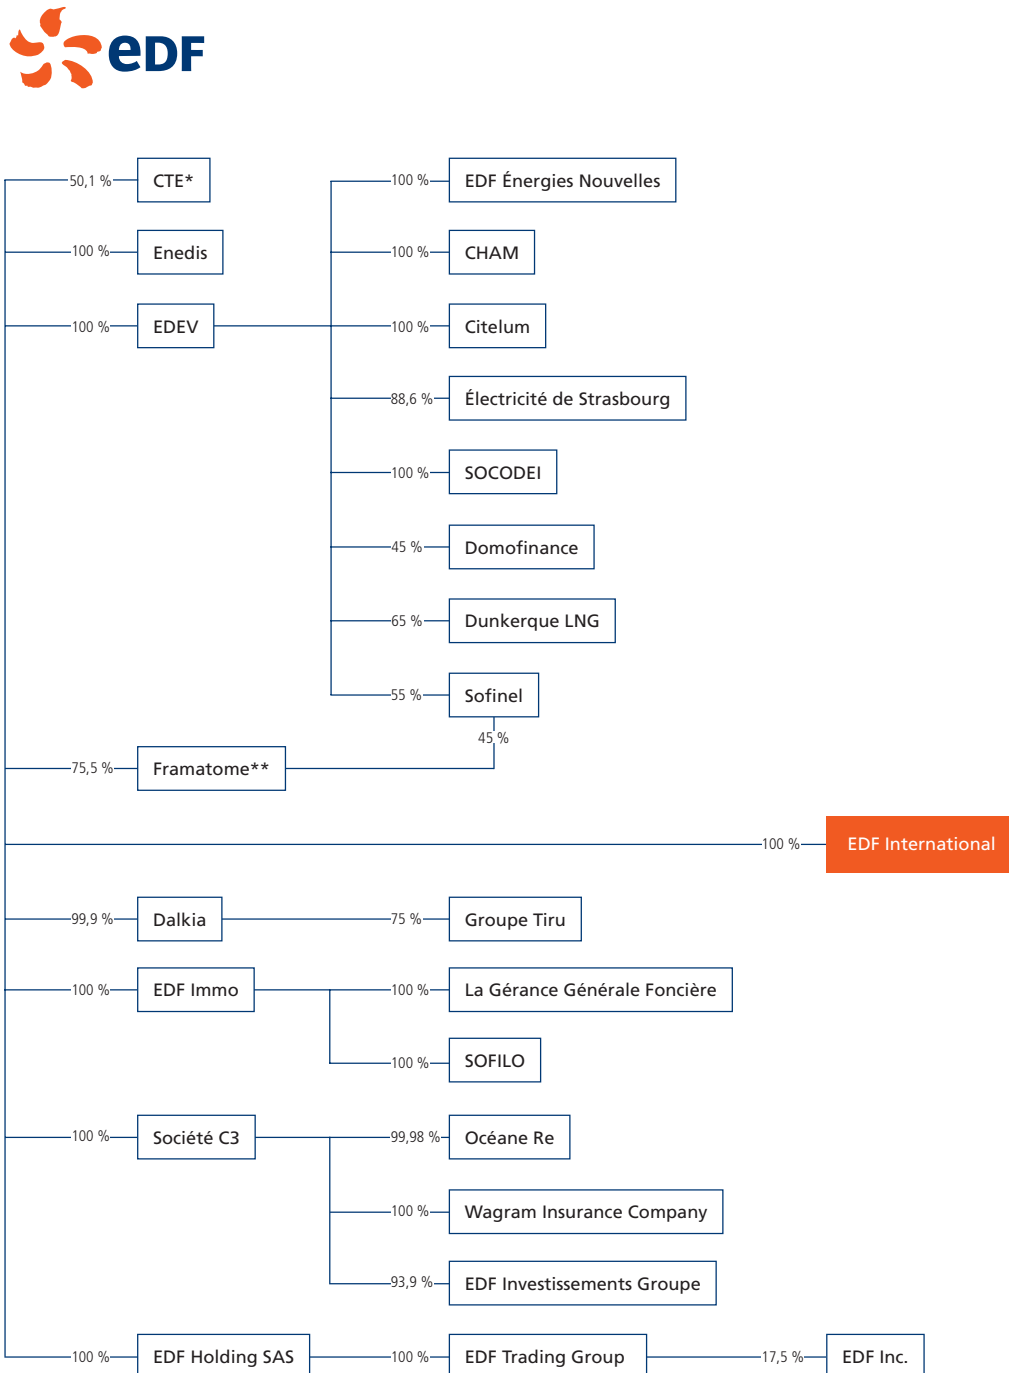 eDF
50,1 % CTE* 100 % EDF Énergies Nouvelles
100 % Enedis 100 % CHAM
100 % EDEV 100 % Citelum
88,6 % Électricité de Strasbourg
100 % SOCODEI
45 % Domofinance
65 % Dunkerque LNG
55 % Sofinel
45 %
75,5 % Framatome**
100 % EDF International
99,9 % Dalkia 75 % Groupe Tiru
100 % EDF Immo 100 % La Gérance Générale Foncière
100 % SOFILO
100 % Société C3 99,98 % Océane Re
100 % Wagram Insurance Company
93,9 % EDF Investissements Groupe
100 % EDF Holding SAS 100 % EDF Trading Group 17,5 % EDF Inc.